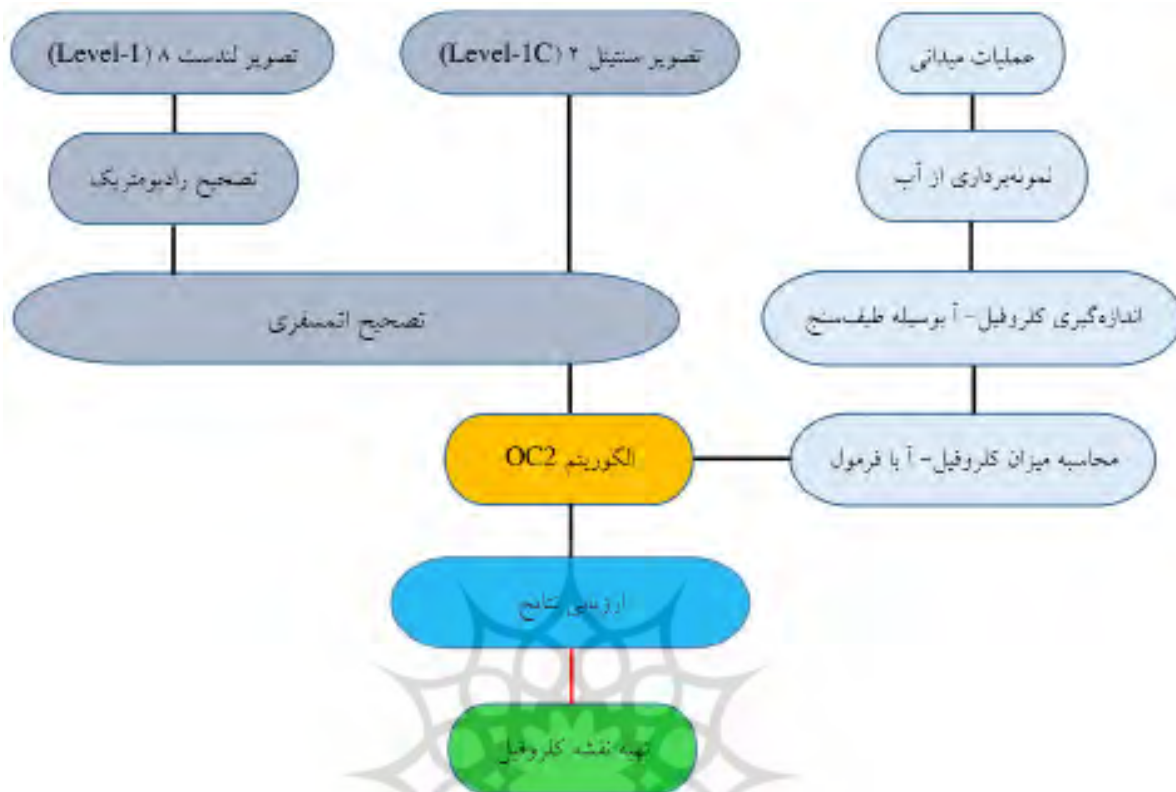 تصویر لندست ۸ (Level-1)
تصویر سنتینل ۲ (Level-1C)
عملیات میدانی
تصحیح رادیومتریک
نمونه‌برداری از آب
تصحیح اتمسفری
اندازه‌گیری کلروفیل- آ بوسیله طیف‌سنج
الگوریتم OC2
محاسبه میزان کلروفیل- آ با فرمول
ارزیابی نتایج
تهیه نقشه کلروفیل